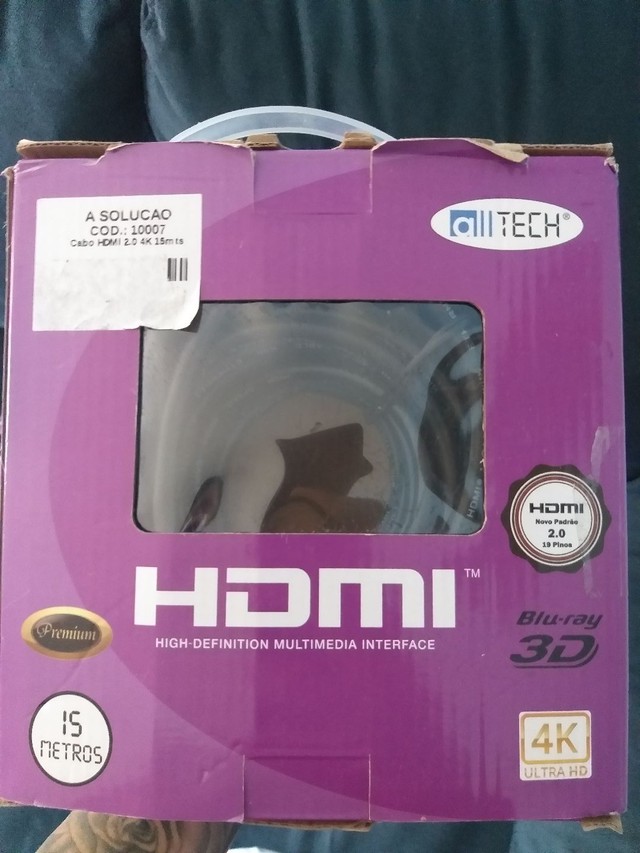 A SOLUCAO
COD.: 10007
Cabo HDMI 2.0 4K 15mts
allTECH®
HDMI
Novo Padrão
2.0
19 Pinos
HDMI™
HIGH-DEFINITION MULTIMEDIA INTERFACE
Premium
Blu-ray
3D
15
METROS
4K
ULTRA HD